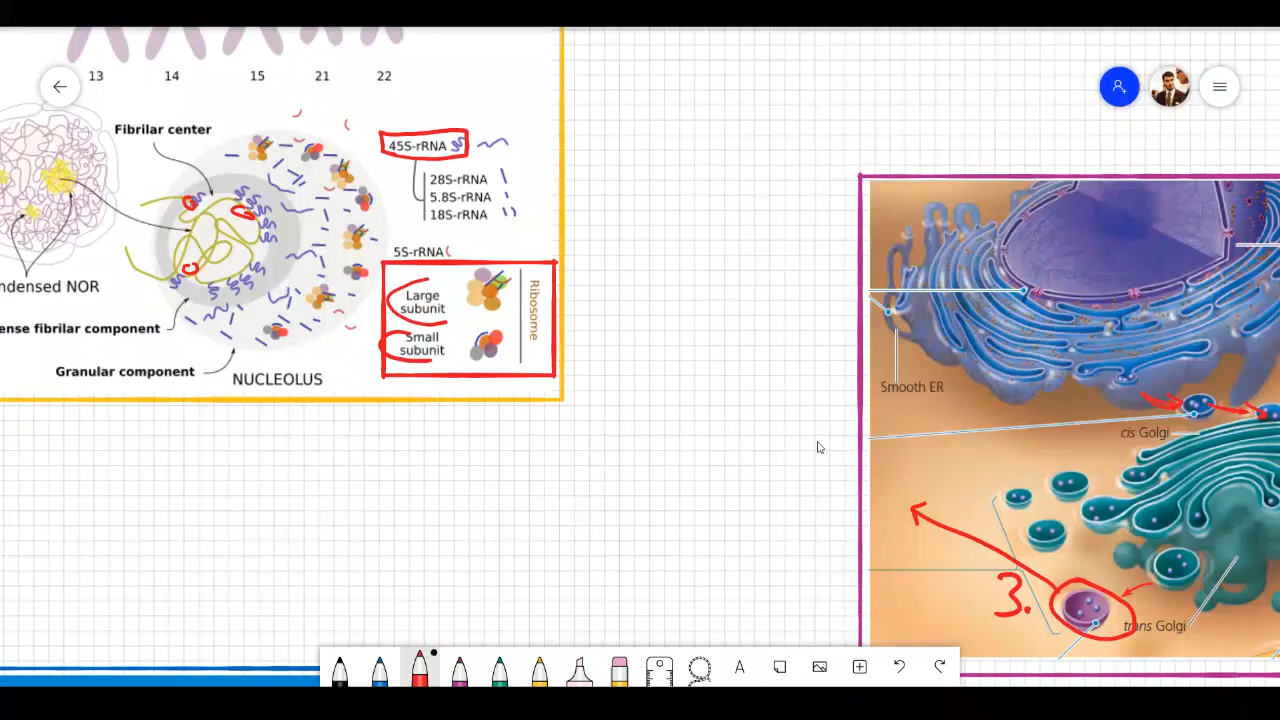 13 14 15 21 22
Fibrilar center
45S-rRNA
28S-rRNA
5.8S-rRNA
18S-rRNA
5S-rRNA
ndensed NOR
Large
subunit
Small
subunit
Ribosome
ense fibrilar component
Granular component
NUCLEOLUS
Smooth ER
cis Golgi
3.
trans Golgi
A